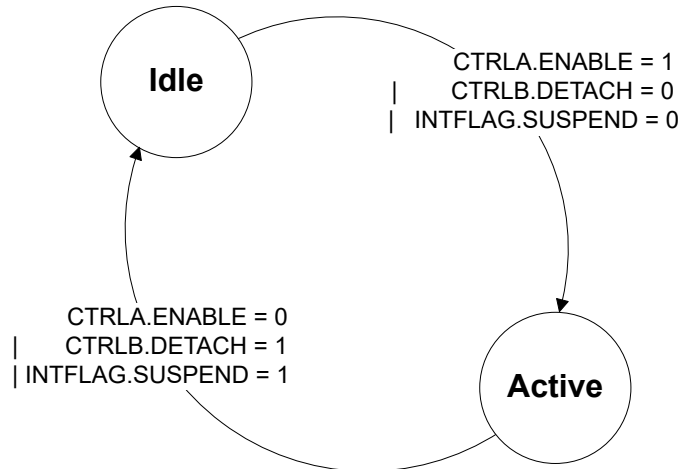 Idle
CTRLA.ENABLE = 1
| CTRLB.DETACH = 0
| INTFLAG.SUSPEND = 0
CTRLA.ENABLE = 0
| CTRLB.DETACH = 1
| INTFLAG.SUSPEND = 1
Active